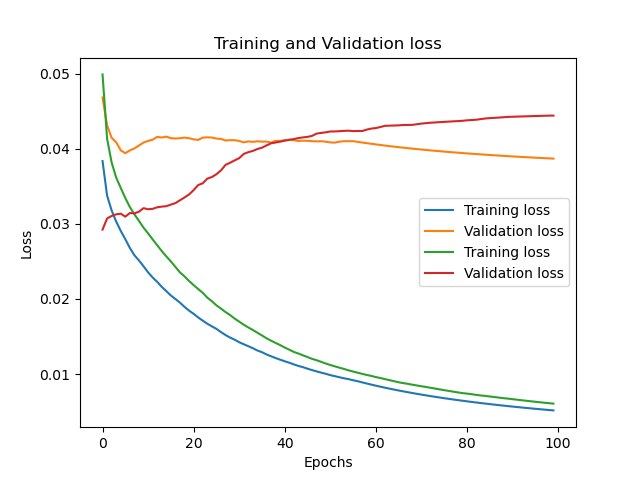 Training and Validation loss
0.05
0.04
0.03
0.02
0.01
Loss
Training loss
Validation loss
Training loss
Validation loss
0 20 40 60 80 100
Epochs